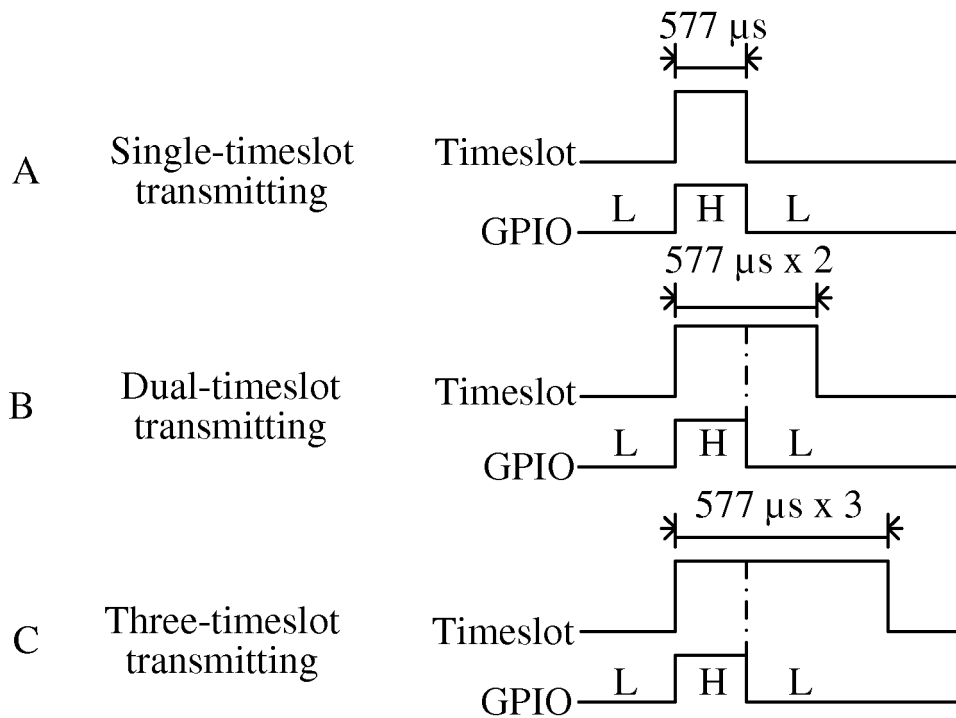 577 µs
A
Single-timeslot
transmitting
Timeslot
GPIO
L
H
L
577 µs x 2
B
Dual-timeslot
transmitting
Timeslot
GPIO
L
H
L
577 µs x 3
C
Three-timeslot
transmitting
Timeslot
GPIO
L
H
L